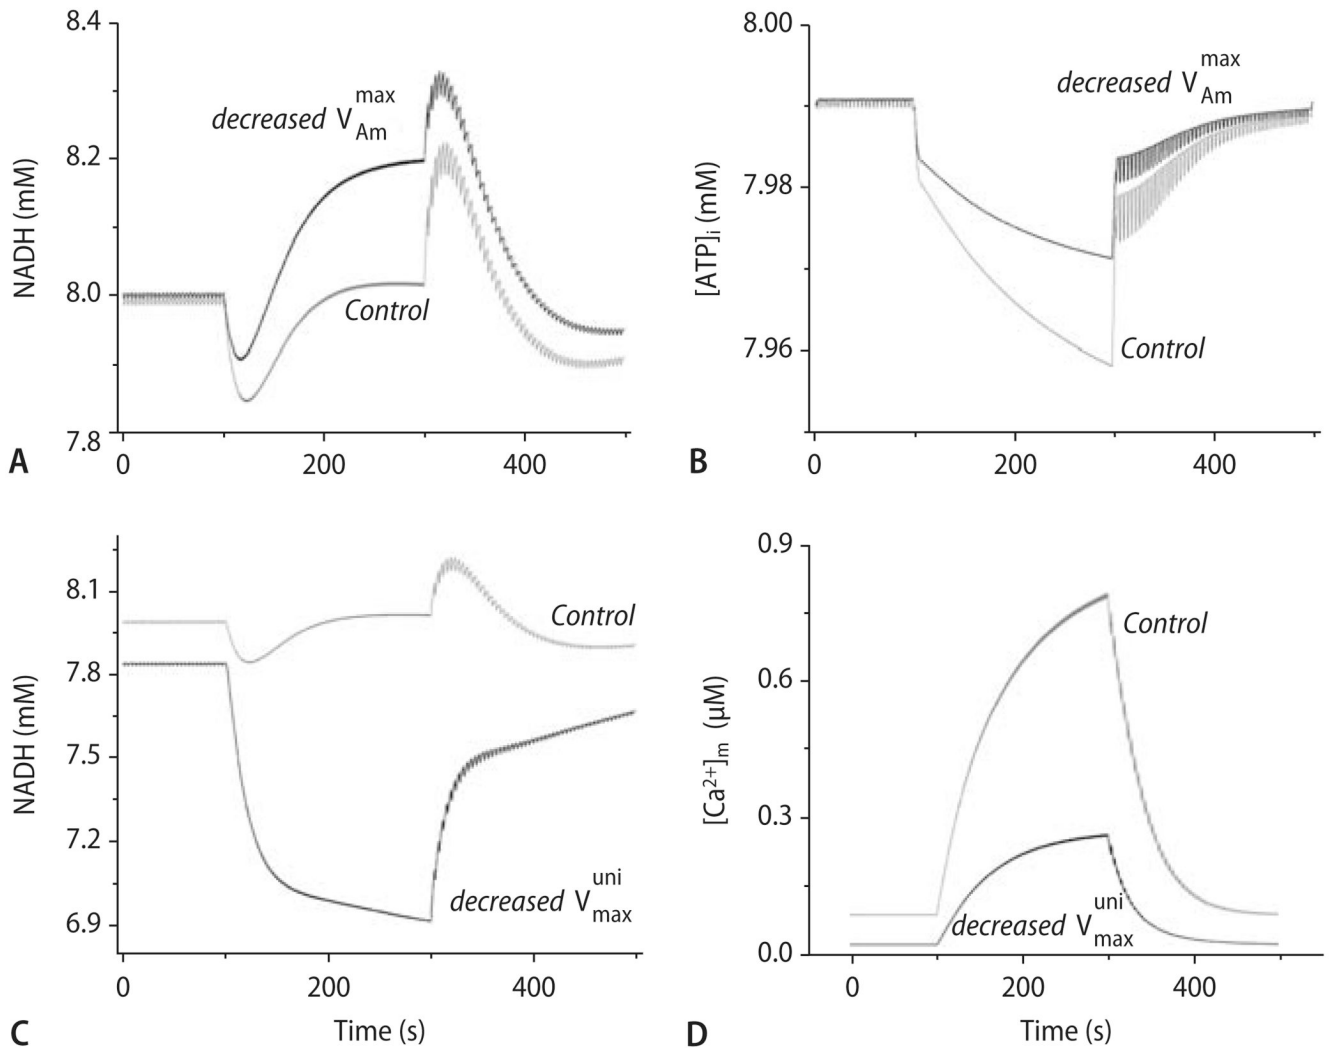 8.4
8.2
8.0
7.8
NADH (mM)
decreased V Am max
Control
0
200
400
A
8.00
7.98
7.96
[ATP]i (mM)
decreased V Am max
Control
0
200
400
B
8.1
7.8
7.5
7.2
6.9
NADH (mM)
Control
decreased V max uni
0
200
400
Time (s)
C
0.9
0.6
0.3
0.0
[Ca2+]m (μM)
Control
decreased V max uni
0
200
400
Time (s)
D